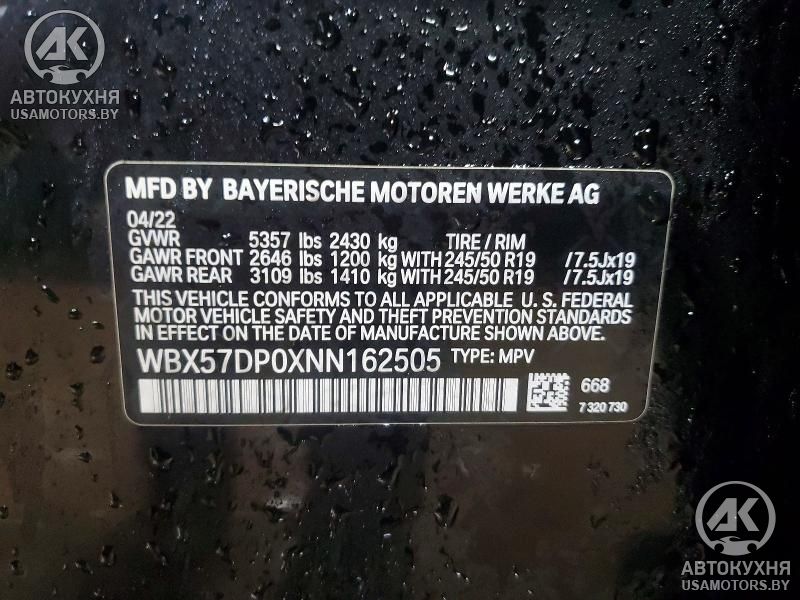 AK
АВТОКУХНЯ
USAMOTORS.BY
MFD BY BAYERISCHE MOTOREN WERKE AG
04/22
GVWR 5357 lbs 2430 kg TIRE / RIM
GAWR FRONT 2646 lbs 1200 kg WITH 245/50 R19 /7.5Jx19
GAWR REAR 3109 lbs 1410 kg WITH 245/50 R19 /7.5Jx19
THIS VEHICLE CONFORMS TO ALL APPLICABLE U. S. FEDERAL
MOTOR VEHICLE SAFETY AND THEFT PREVENTION STANDARDS
IN EFFECT ON THE DATE OF MANUFACTURE SHOWN ABOVE.
WBX57DP0XNN162505 TYPE: MPV
668
7 320 730
AK
АВТОКУХНЯ
USAMOTORS.BY